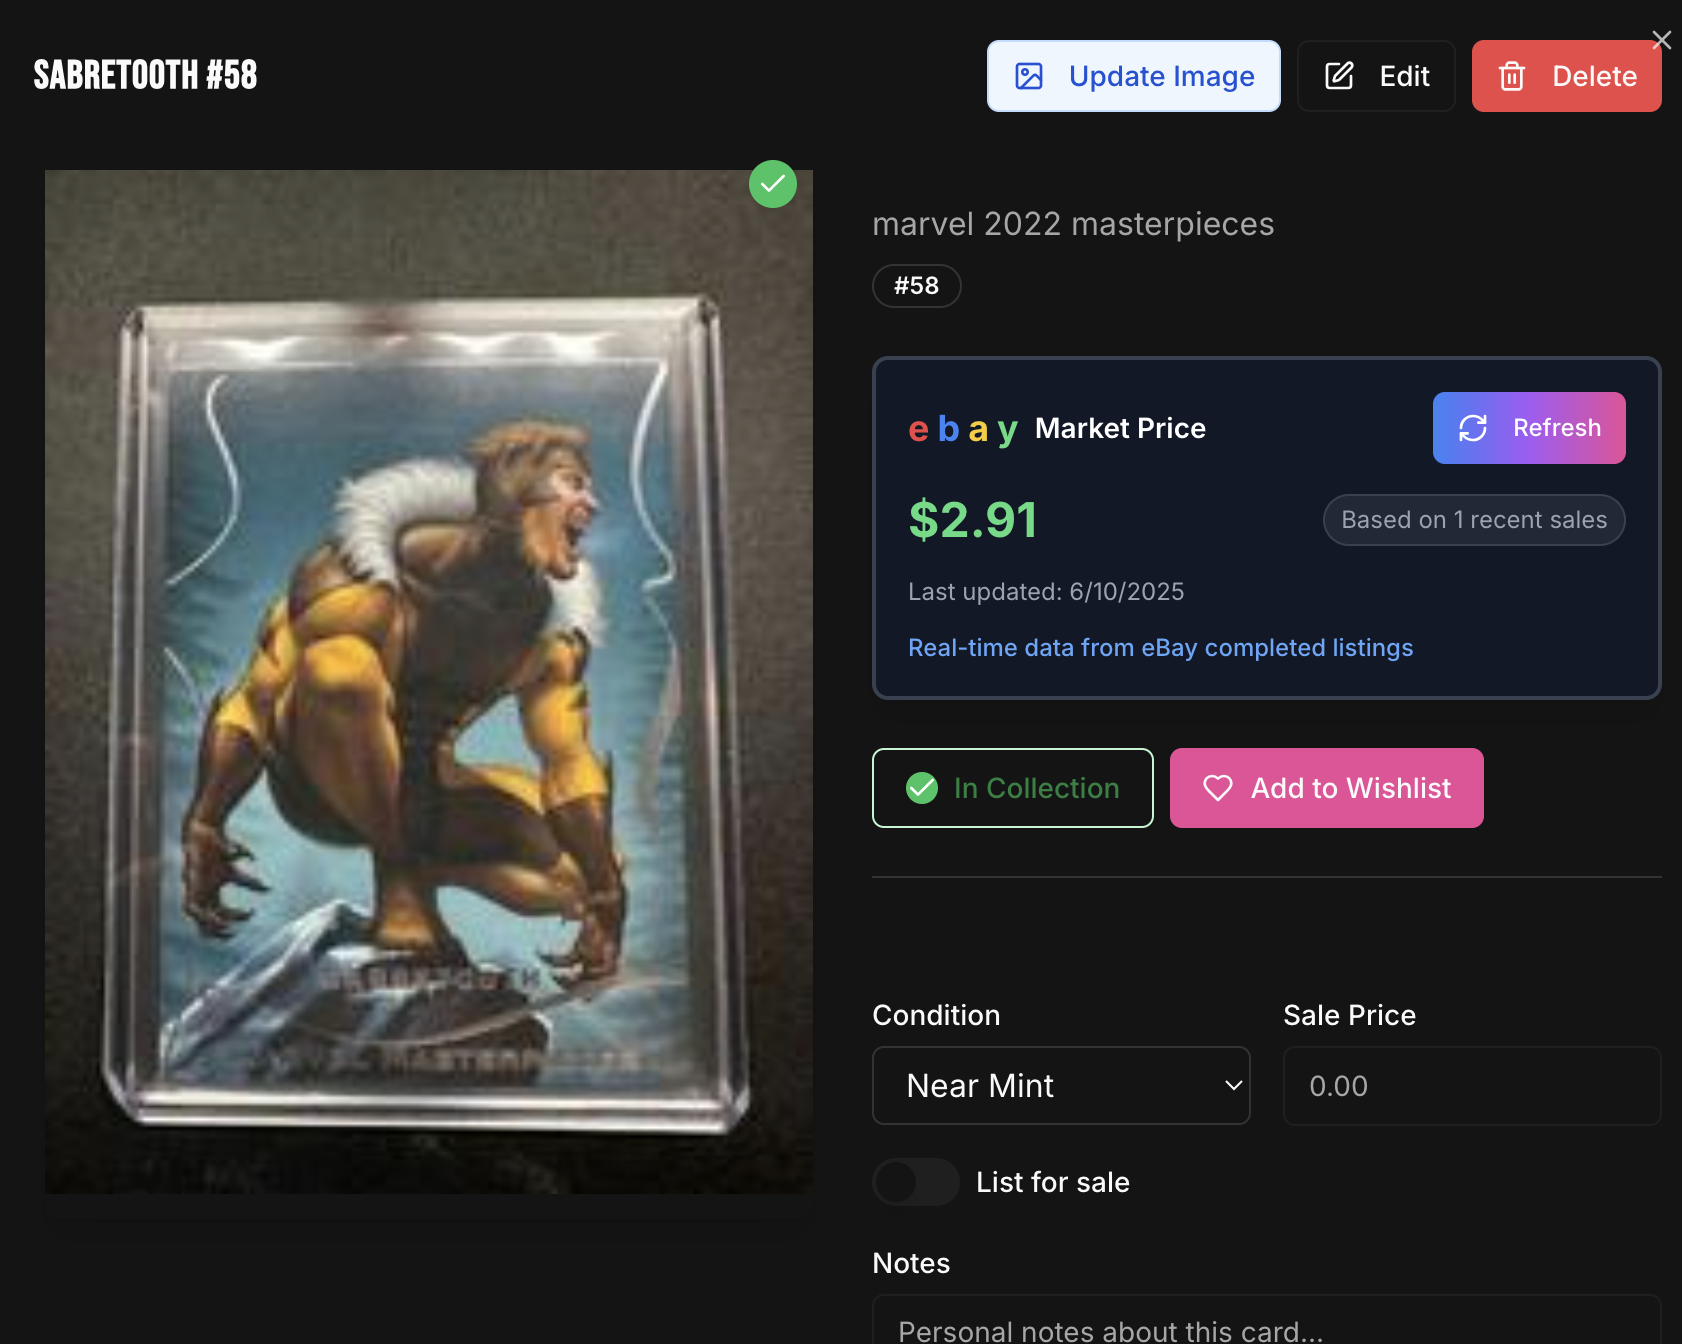 SABRETOOTH #58
Update Image
Edit
Delete
marvel 2022 masterpieces
#58
ebay Market Price
Refresh
$2.91
Based on 1 recent sales
Last updated: 6/10/2025
Real-time data from eBay completed listings
In Collection
Add to Wishlist
Condition
Sale Price
Near Mint
0.00
List for sale
Notes
Personal notes about this card...